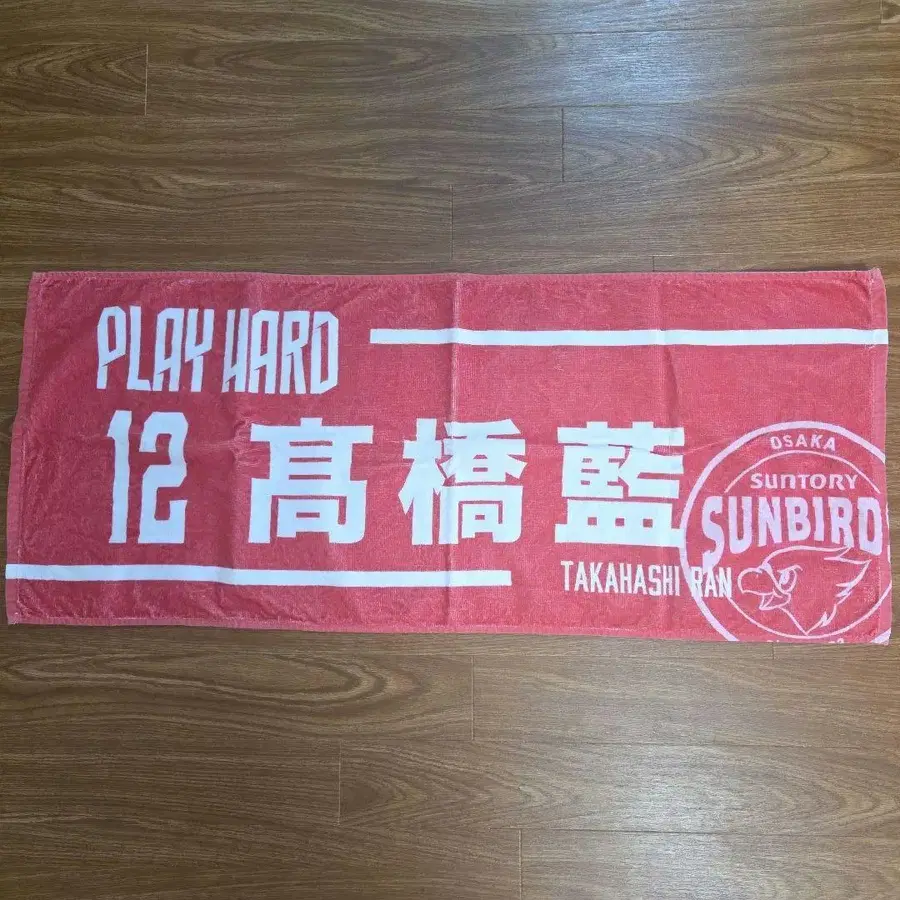 PLAY HARD
12 髙橋 藍
TAKAHASHI RAN
OSAKA
SUNTORY
SUNBIRD